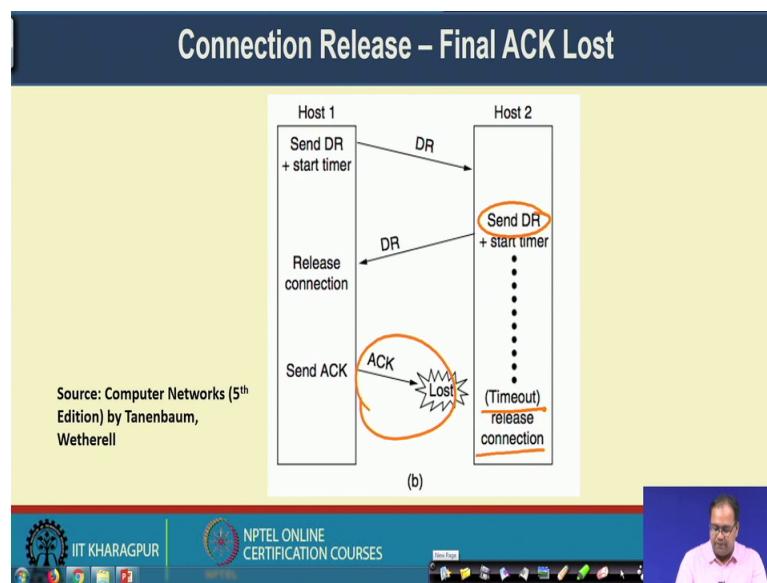 Connection Release – Final ACK Lost
Host 1
Host 2
Send DR
+ start timer
DR
Send DR
+ start timer
DR
Release
connection
Send ACK
ACK
Lost
(Timeout)
release
connection
(b)
Source: Computer Networks (5th
Edition) by Tanenbaum,
Wetherell
IIT KHARAGPUR
NPTEL ONLINE
CERTIFICATION COURSES
New Page